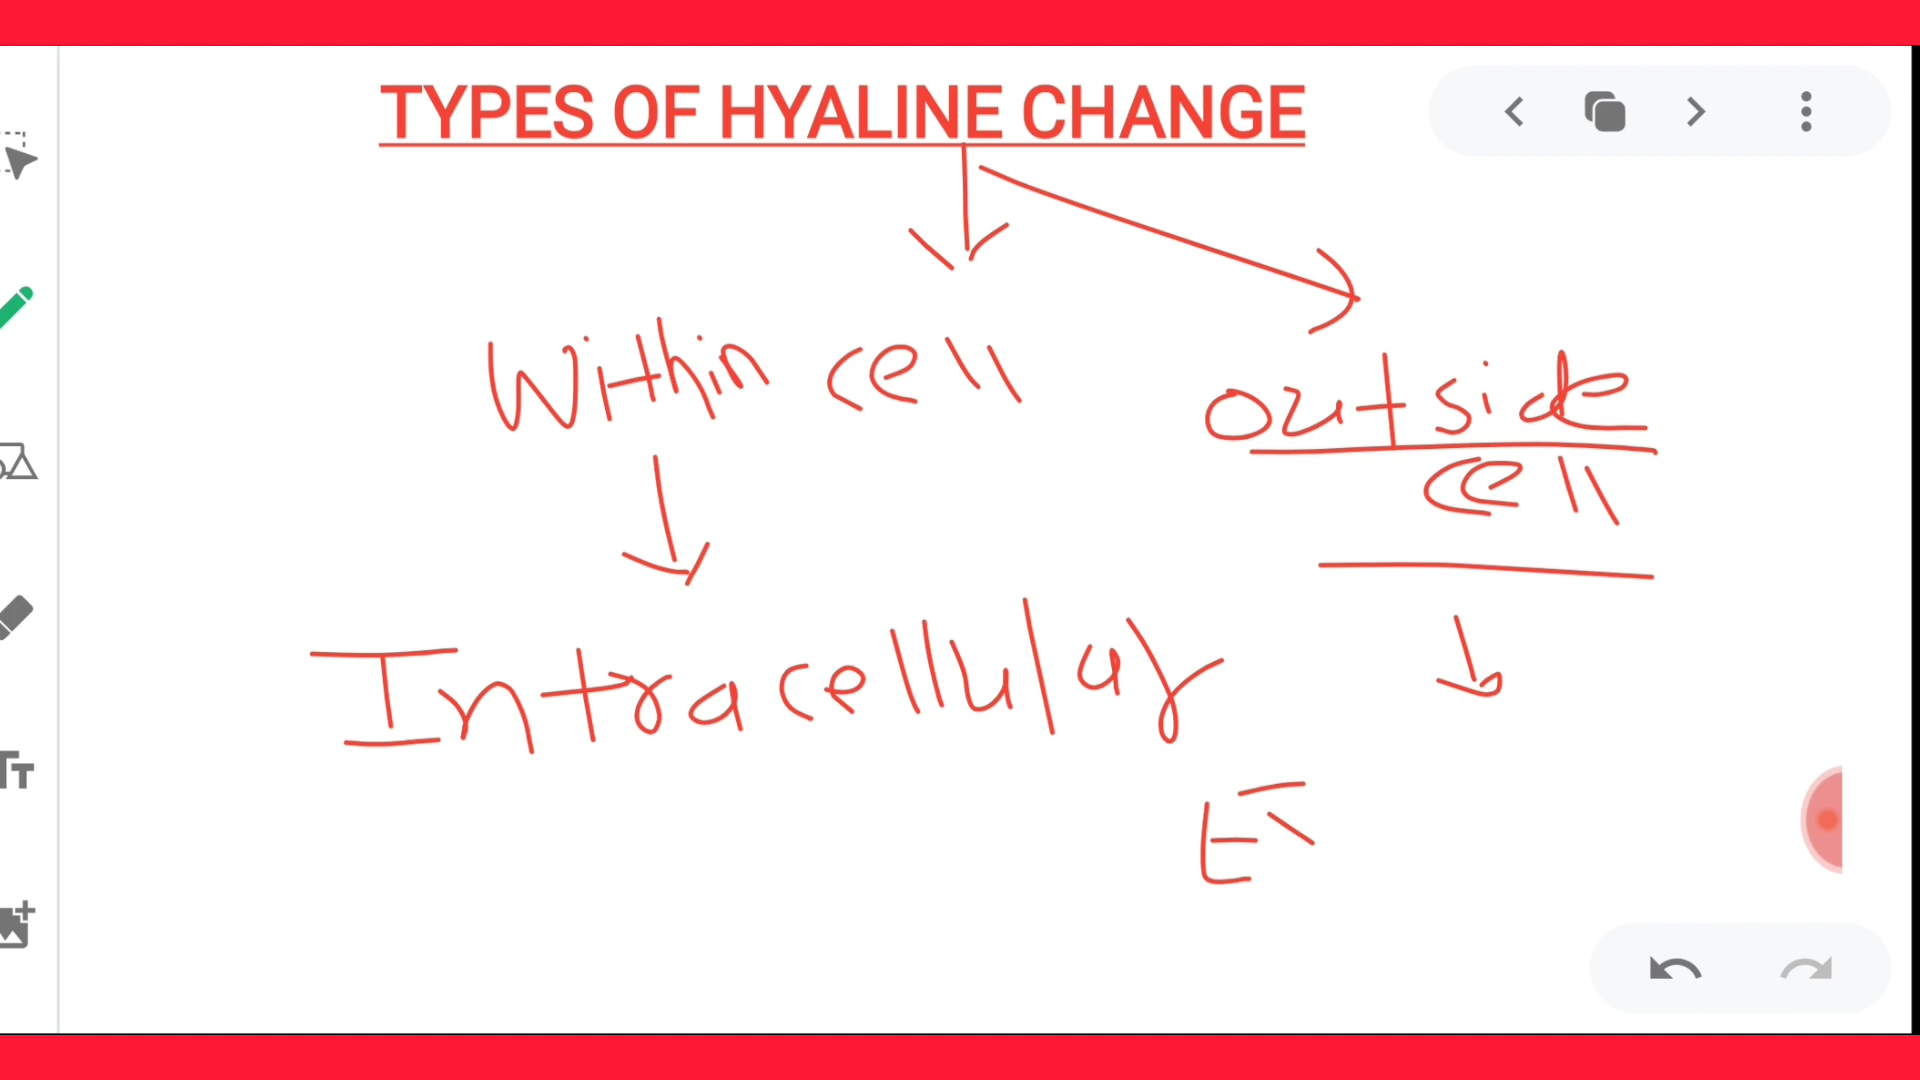 TYPES OF HYALINE CHANGE
Within cell
outside
cell
Intracellular